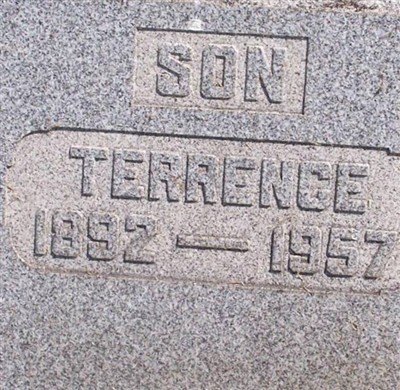 SON
TERRENCE
1892 — 1957